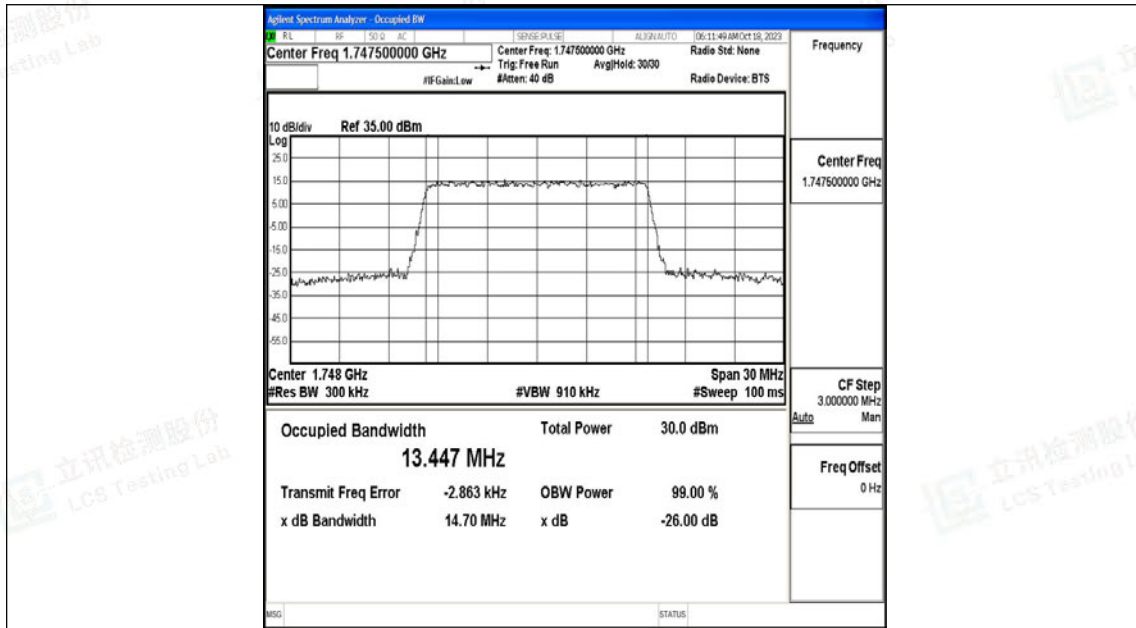 Agilent Spectrum Analyzer - Occupied BW
RL RF 50 Ω AC SENSE:PULSE ALIGNAUTO 06:11:49 AM Oct 18, 2023
Center Freq 1.747500000 GHz
Center Freq: 1.747500000 GHz
Radio Std: None
Trig: Free Run Avg|Hold: 30/30
#IFGain:Low #Atten: 40 dB Radio Device: BTS
10 dB/div Ref 35.00 dBm
Log
25.0
15.0
5.00
-5.00
-15.0
-25.0
-35.0
-45.0
-55.0
Center 1.748 GHz Span 30 MHz
#Res BW 300 kHz #VBW 910 kHz #Sweep 100 ms
Occupied Bandwidth Total Power 30.0 dBm
13.447 MHz
Transmit Freq Error -2.863 kHz OBW Power 99.00 %
x dB Bandwidth 14.70 MHz x dB -26.00 dB
MSG STATUS
Frequency
Center Freq
1.747500000 GHz
CF Step
3.000000 MHz
Auto Man
Freq Offset
0 Hz
立讯检测股份
LCS Testing Lab
立讯检测股份
LCS Testing Lab